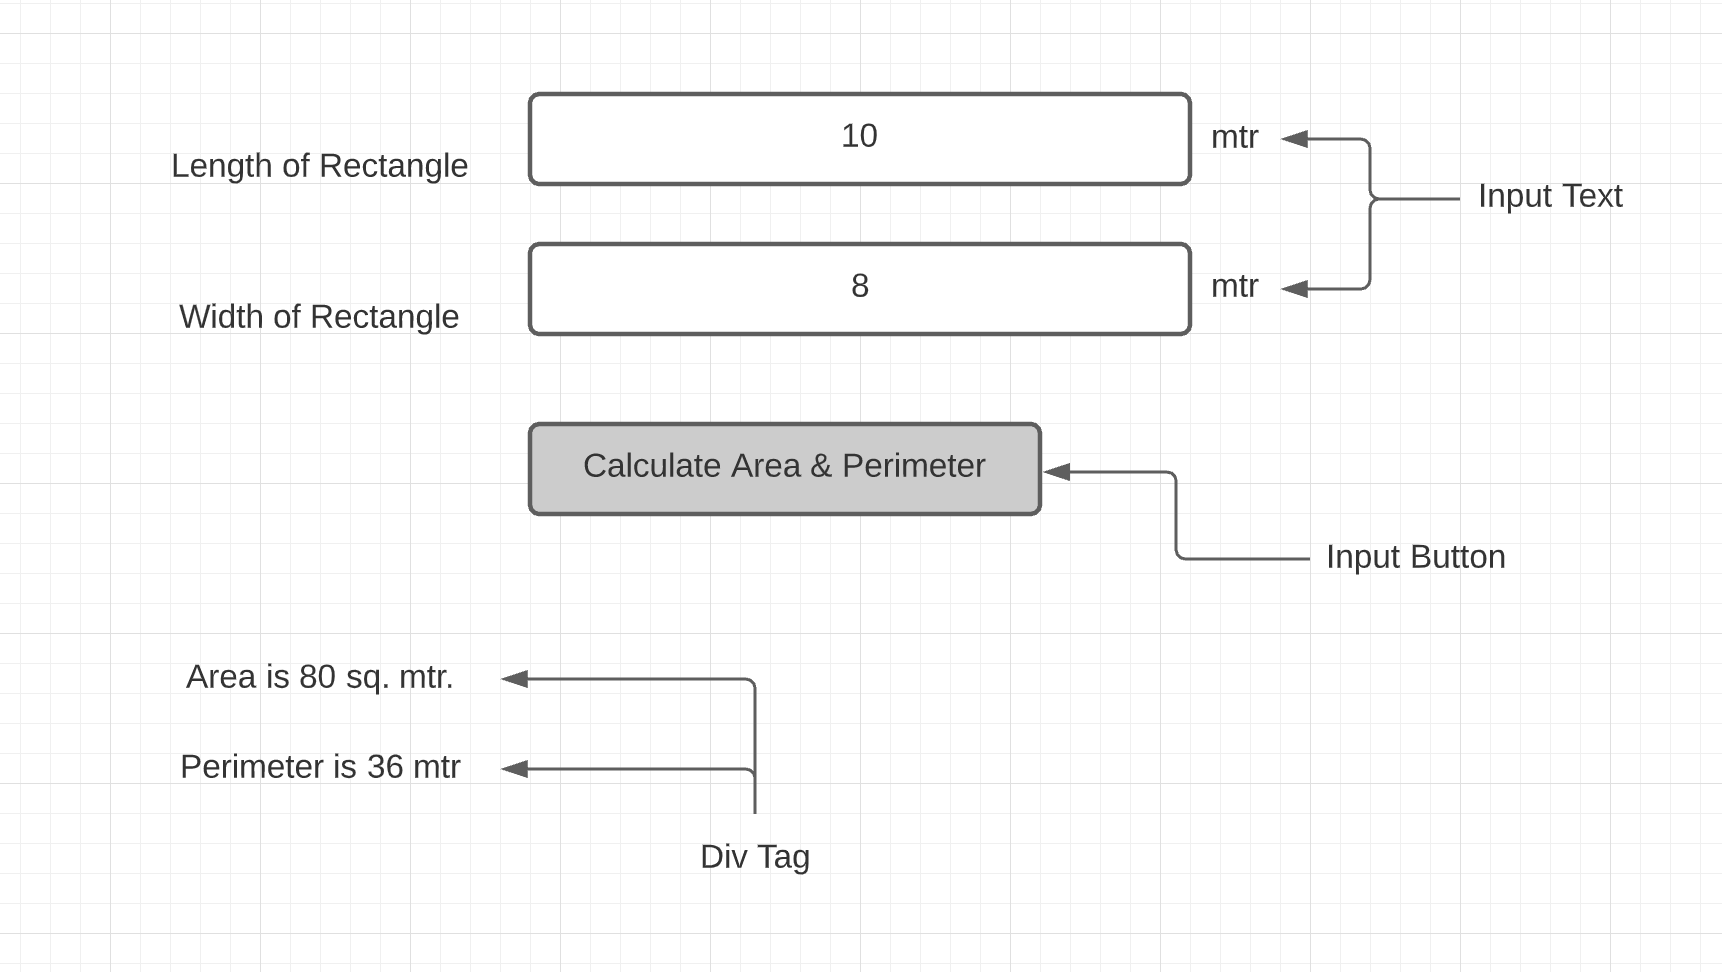 10
mtr
Length of Rectangle
Input Text
8
mtr
Width of Rectangle
Calculate Area & Perimeter
Input Button
Area is 80 sq. mtr.
Perimeter is 36 mtr
Div Tag